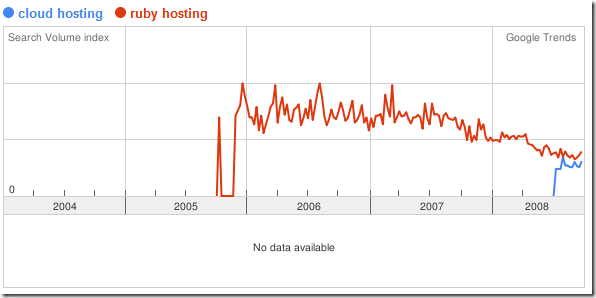 cloud hosting ruby hosting
Search Volume index Google Trends
0
2004 2005 2006 2007 2008
No data available